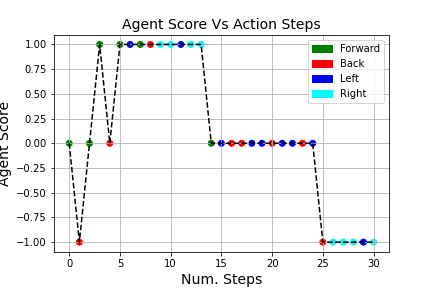 Agent Score Vs Action Steps
Agent Score
1.00
0.75
0.50
0.25
0.00
−0.25
−0.50
−0.75
−1.00
Forward
Back
Left
Right
0 5 10 15 20 25 30
Num. Steps